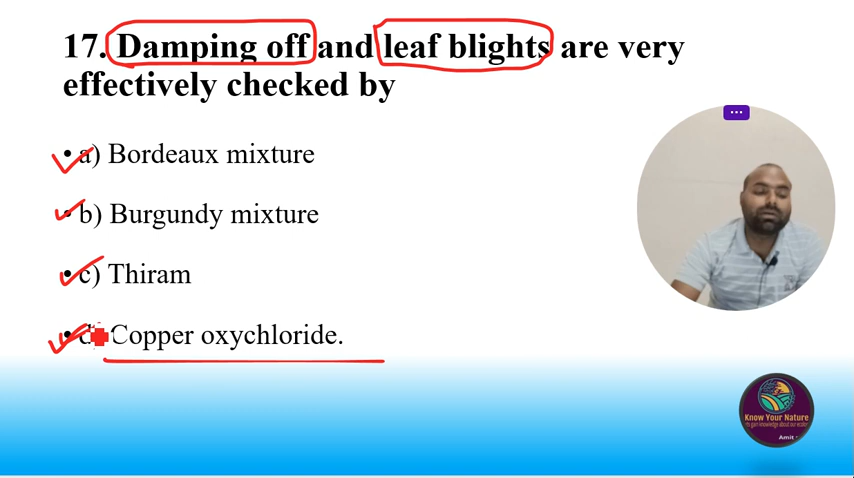 17. Damping off and leaf blights are very
effectively checked by
• a) Bordeaux mixture
• b) Burgundy mixture
• c) Thiram
• d) Copper oxychloride.
Know Your Nature
Amit